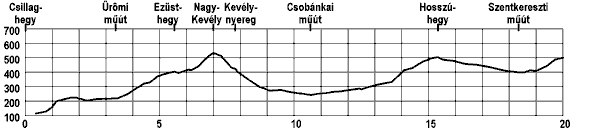 Csillag-
hegy
Ürömi
műút
Ezüst-
hegy
Nagy-
Kevély
Kevély-
nyereg
Csobánkai
műút
Hosszú-
hegy
Szentkereszti
műút
700
600
500
400
300
200
100
0
5
10
15
20